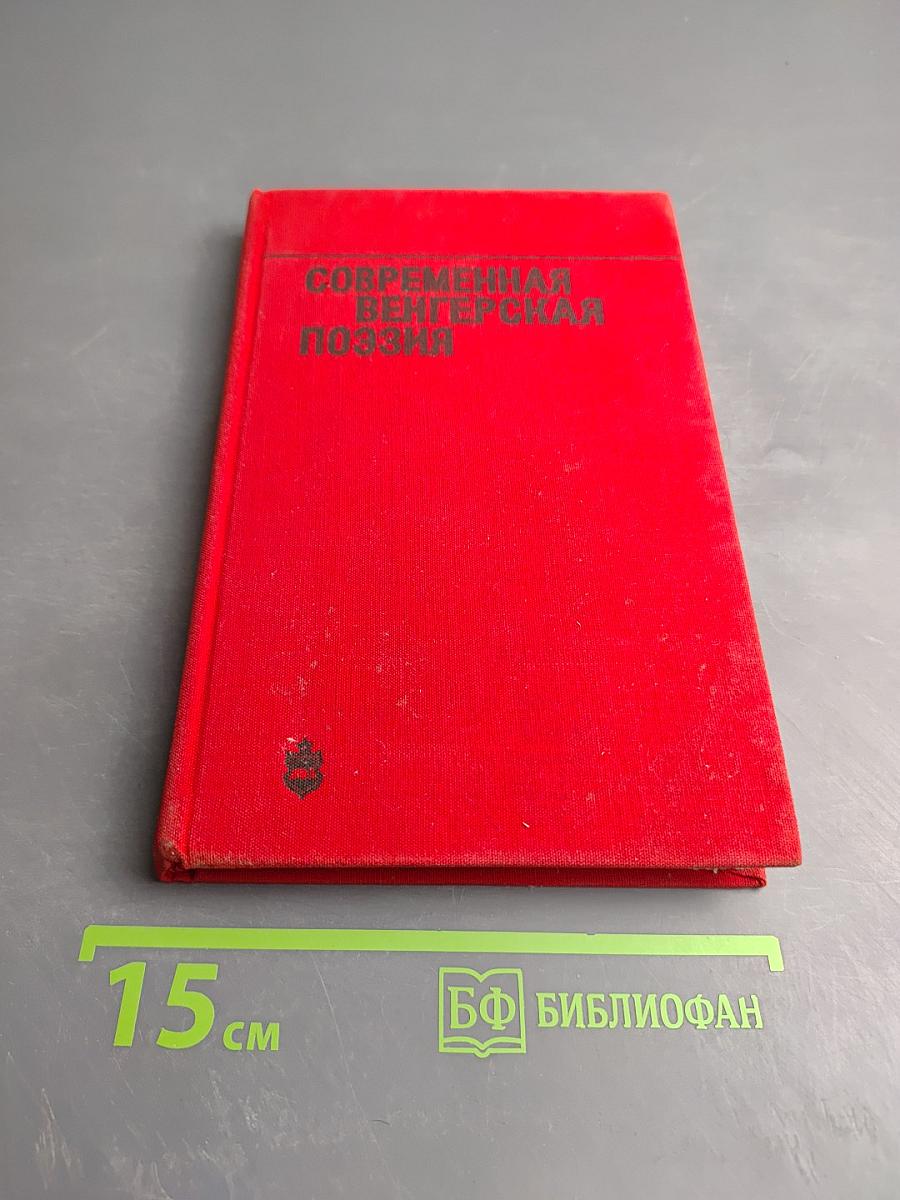 СОВРЕМЕННАЯ
ВЕНГЕРСКАЯ
ПОЭЗИЯ
15 см
БФ БИБЛИОФАН